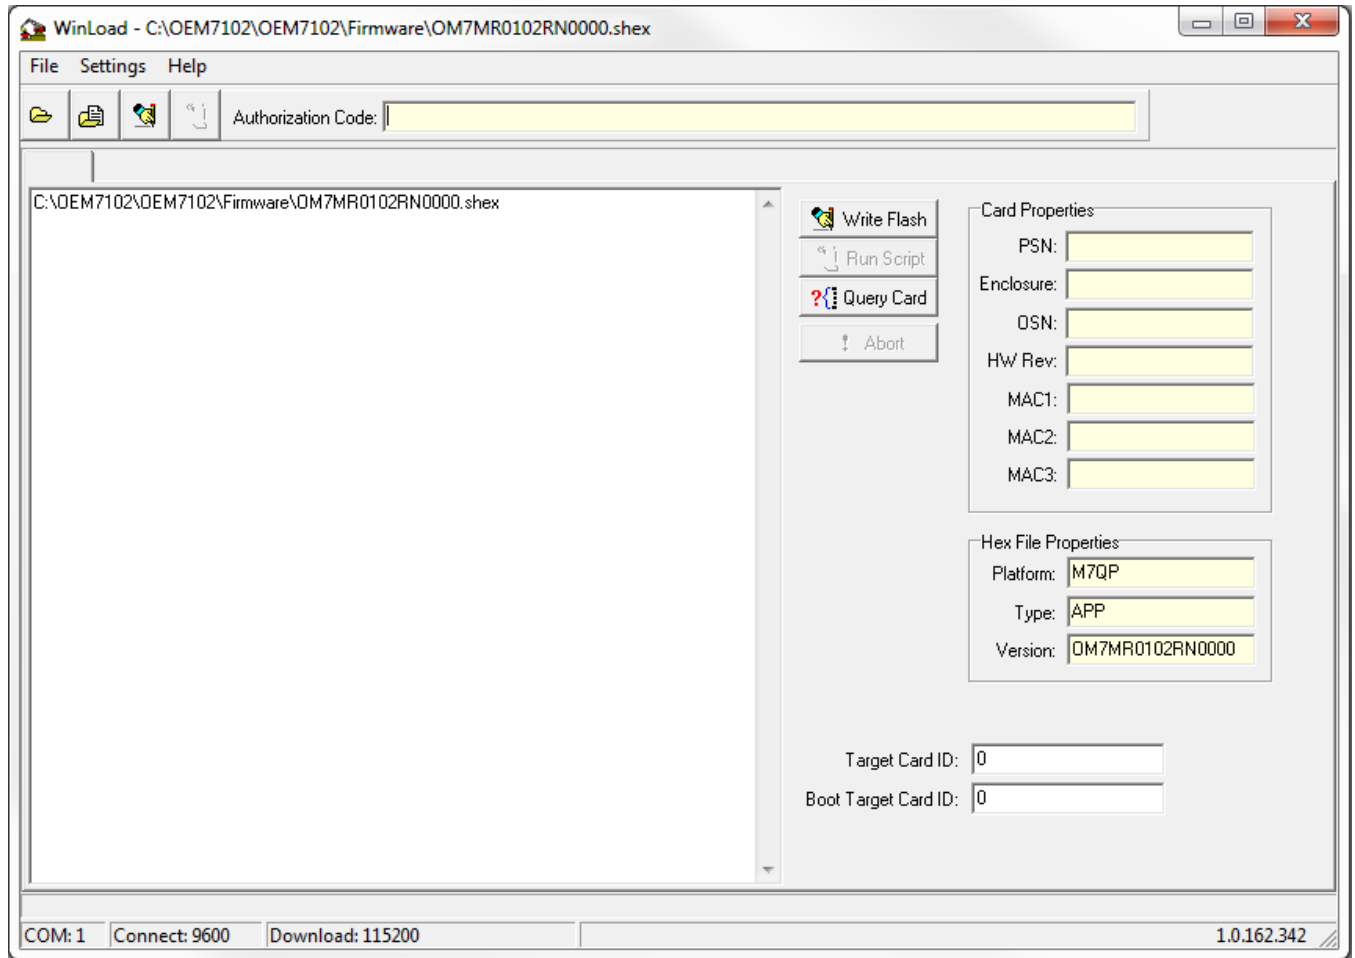 WinLoad - C:\OEM7102\OEM7102\Firmware\OM7MR0102RN0000.shex
File Settings Help
Authorization Code:
C:\OEM7102\OEM7102\Firmware\OM7MR0102RN0000.shex
Write Flash
Run Script
Query Card
Abort
Card Properties
PSN:
Enclosure:
OSN:
HW Rev:
MAC1:
MAC2:
MAC3:
Hex File Properties
Platform: M7QP
Type: APP
Version: OM7MR0102RN0000
Target Card ID: 0
Boot Target Card ID: 0
COM: 1 Connect: 9600 Download: 115200 1.0.162.342